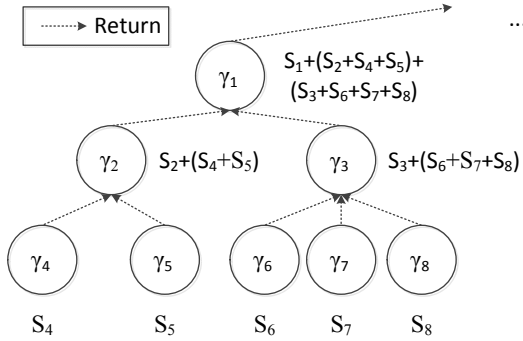 Return
...
γ1
S1+(S2+S4+S5)+
(S3+S6+S7+S8)
γ2
S2+(S4+S5)
γ3
S3+(S6+S7+S8)
γ4
γ5
γ6
γ7
γ8
S4
S5
S6
S7
S8